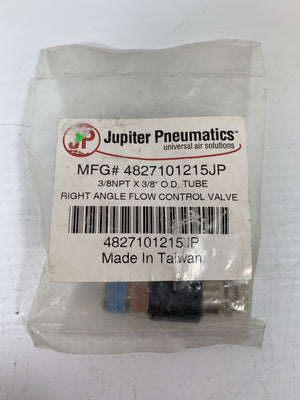 JP Jupiter Pneumatics™
universal air solutions
MFG# 4827101215JP
3/8NPT X 3/8" O.D. TUBE
RIGHT ANGLE FLOW CONTROL VALVE
4827101215JP
Made In Taiwan